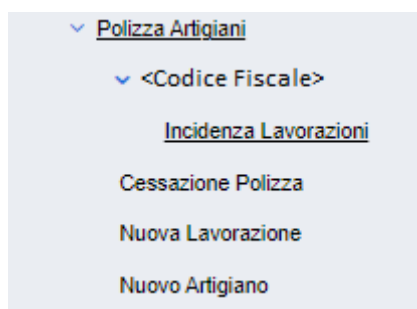 Polizza Artigiani
<Codice Fiscale>
Incidenza Lavorazioni
Cessazione Polizza
Nuova Lavorazione
Nuovo Artigiano